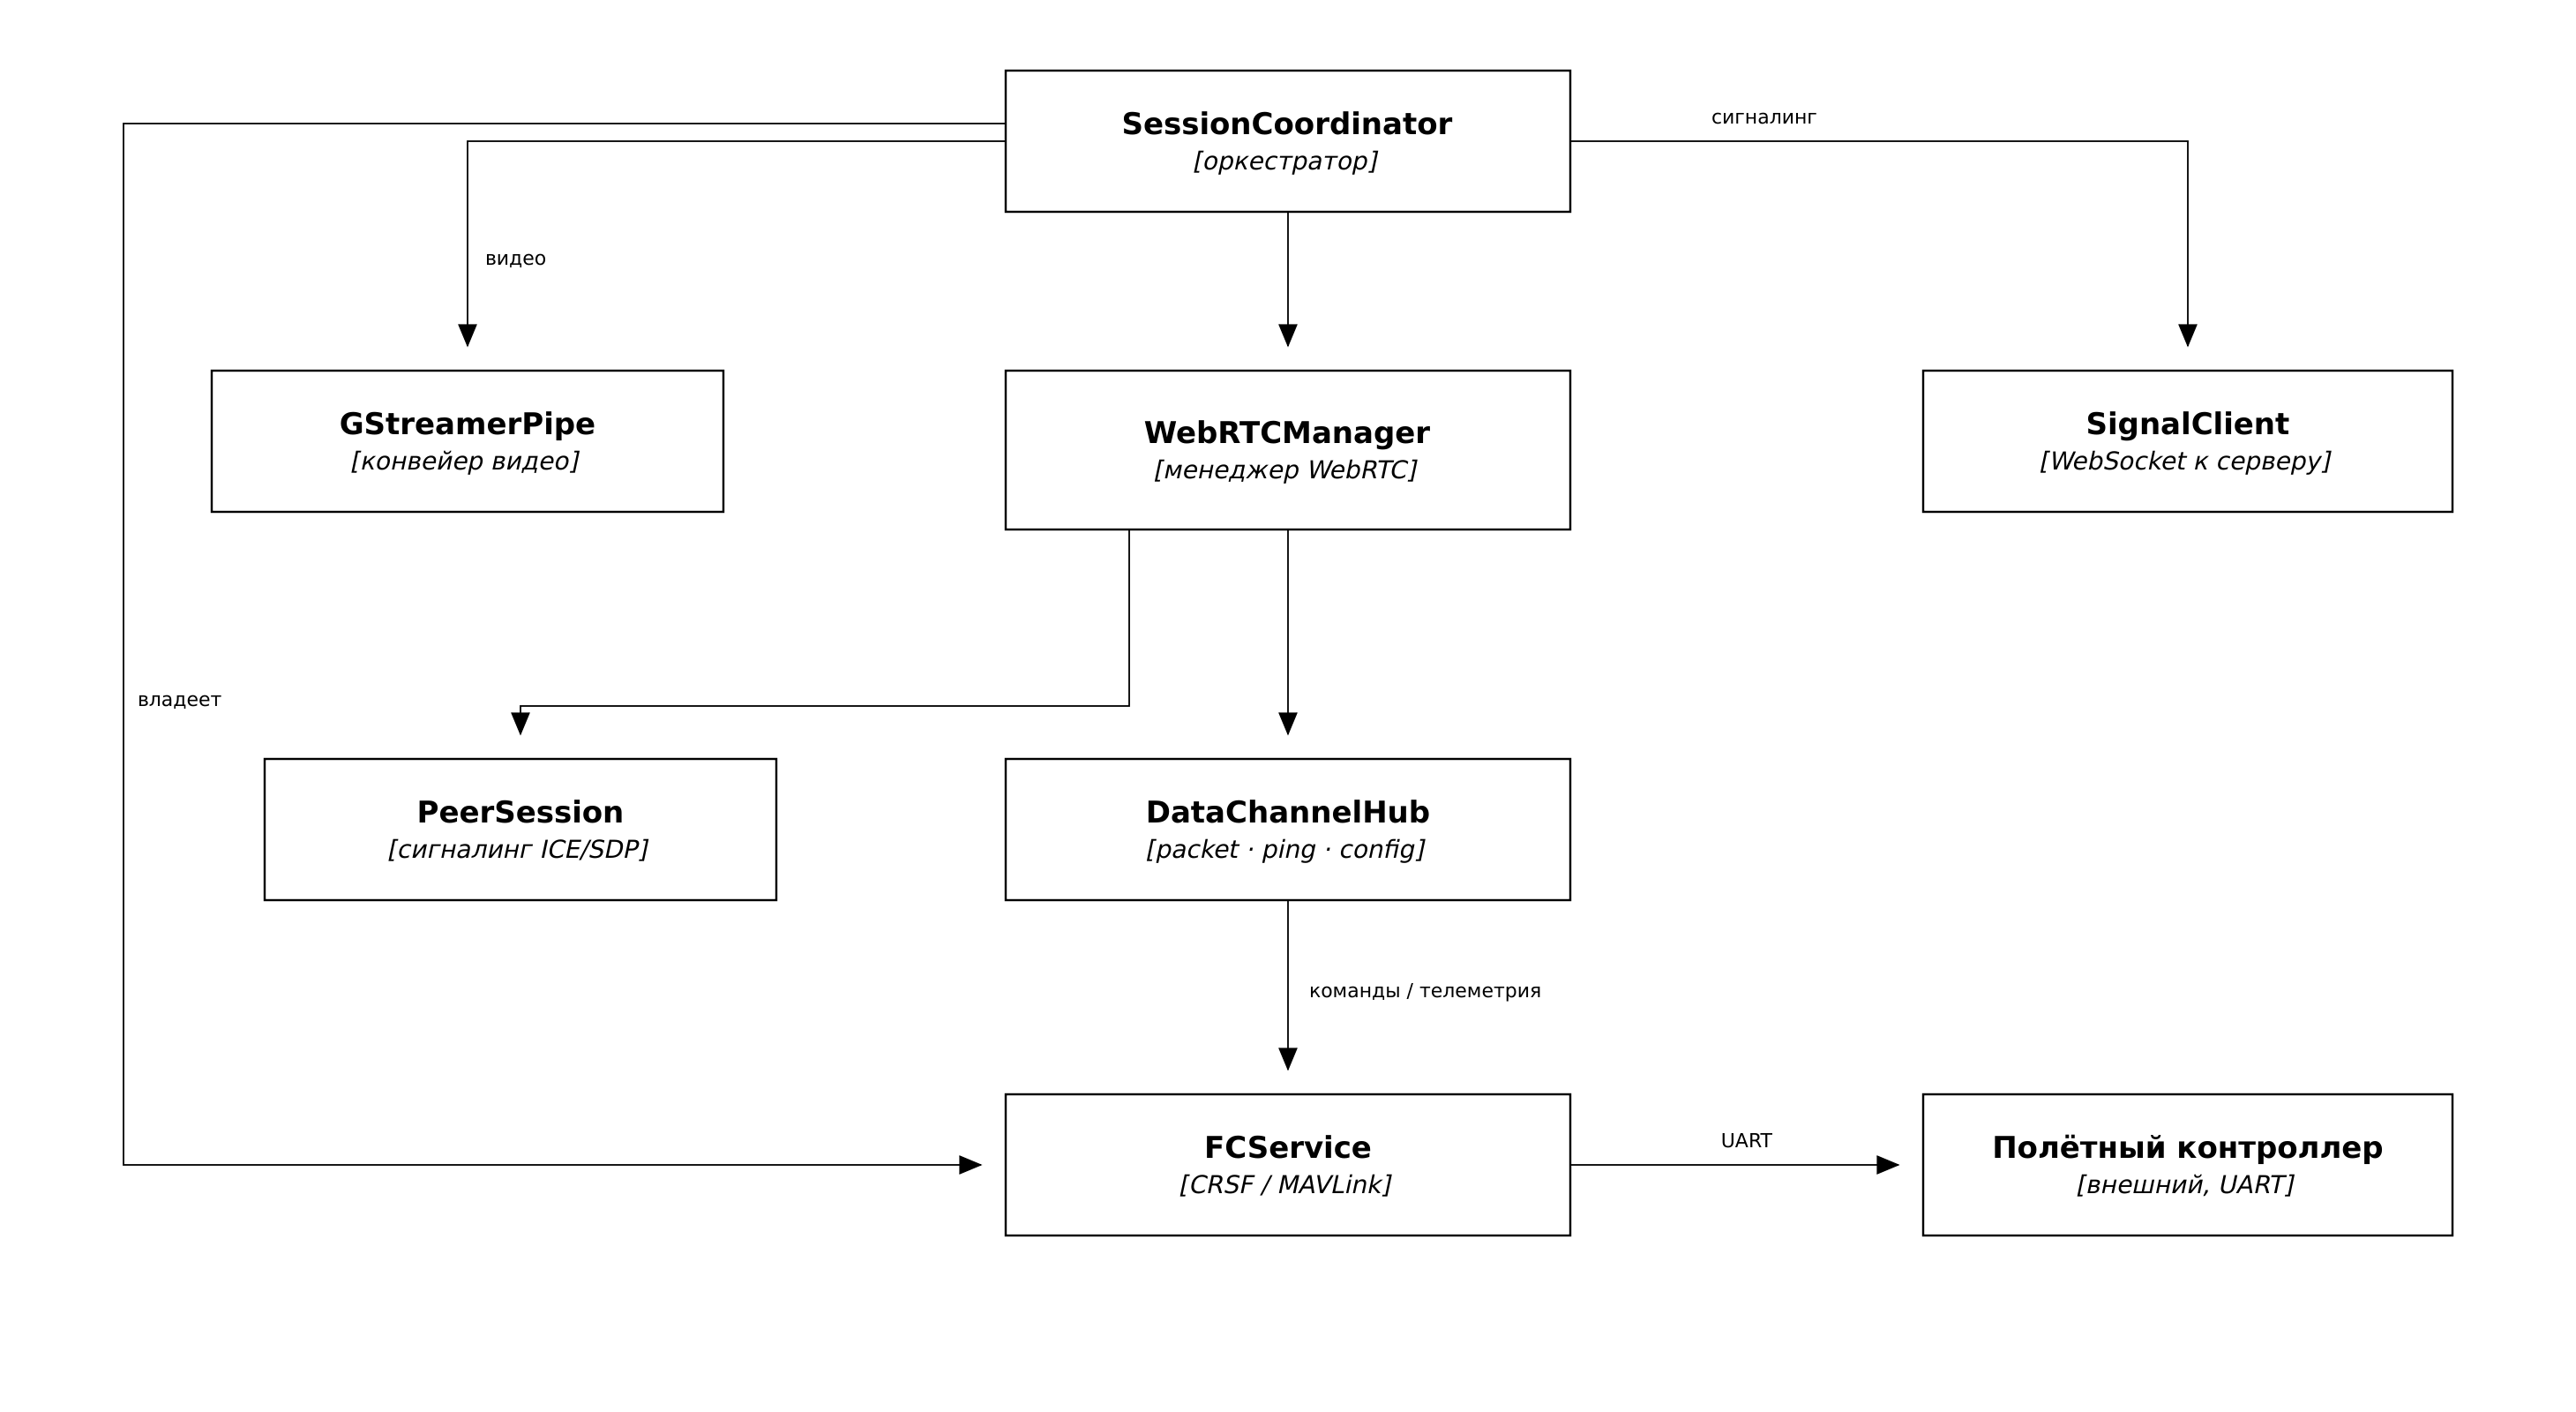 SessionCoordinator
[оркестратор]
сигналинг
видео
GStreamerPipe
[конвейер видео]
WebRTCManager
[менеджер WebRTC]
SignalClient
[WebSocket к серверу]
владеет
PeerSession
[сигналинг ICE/SDP]
DataChannelHub
[packet · ping · config]
команды / телеметрия
FCService
[CRSF / MAVLink]
UART
Полётный контроллер
[внешний, UART]